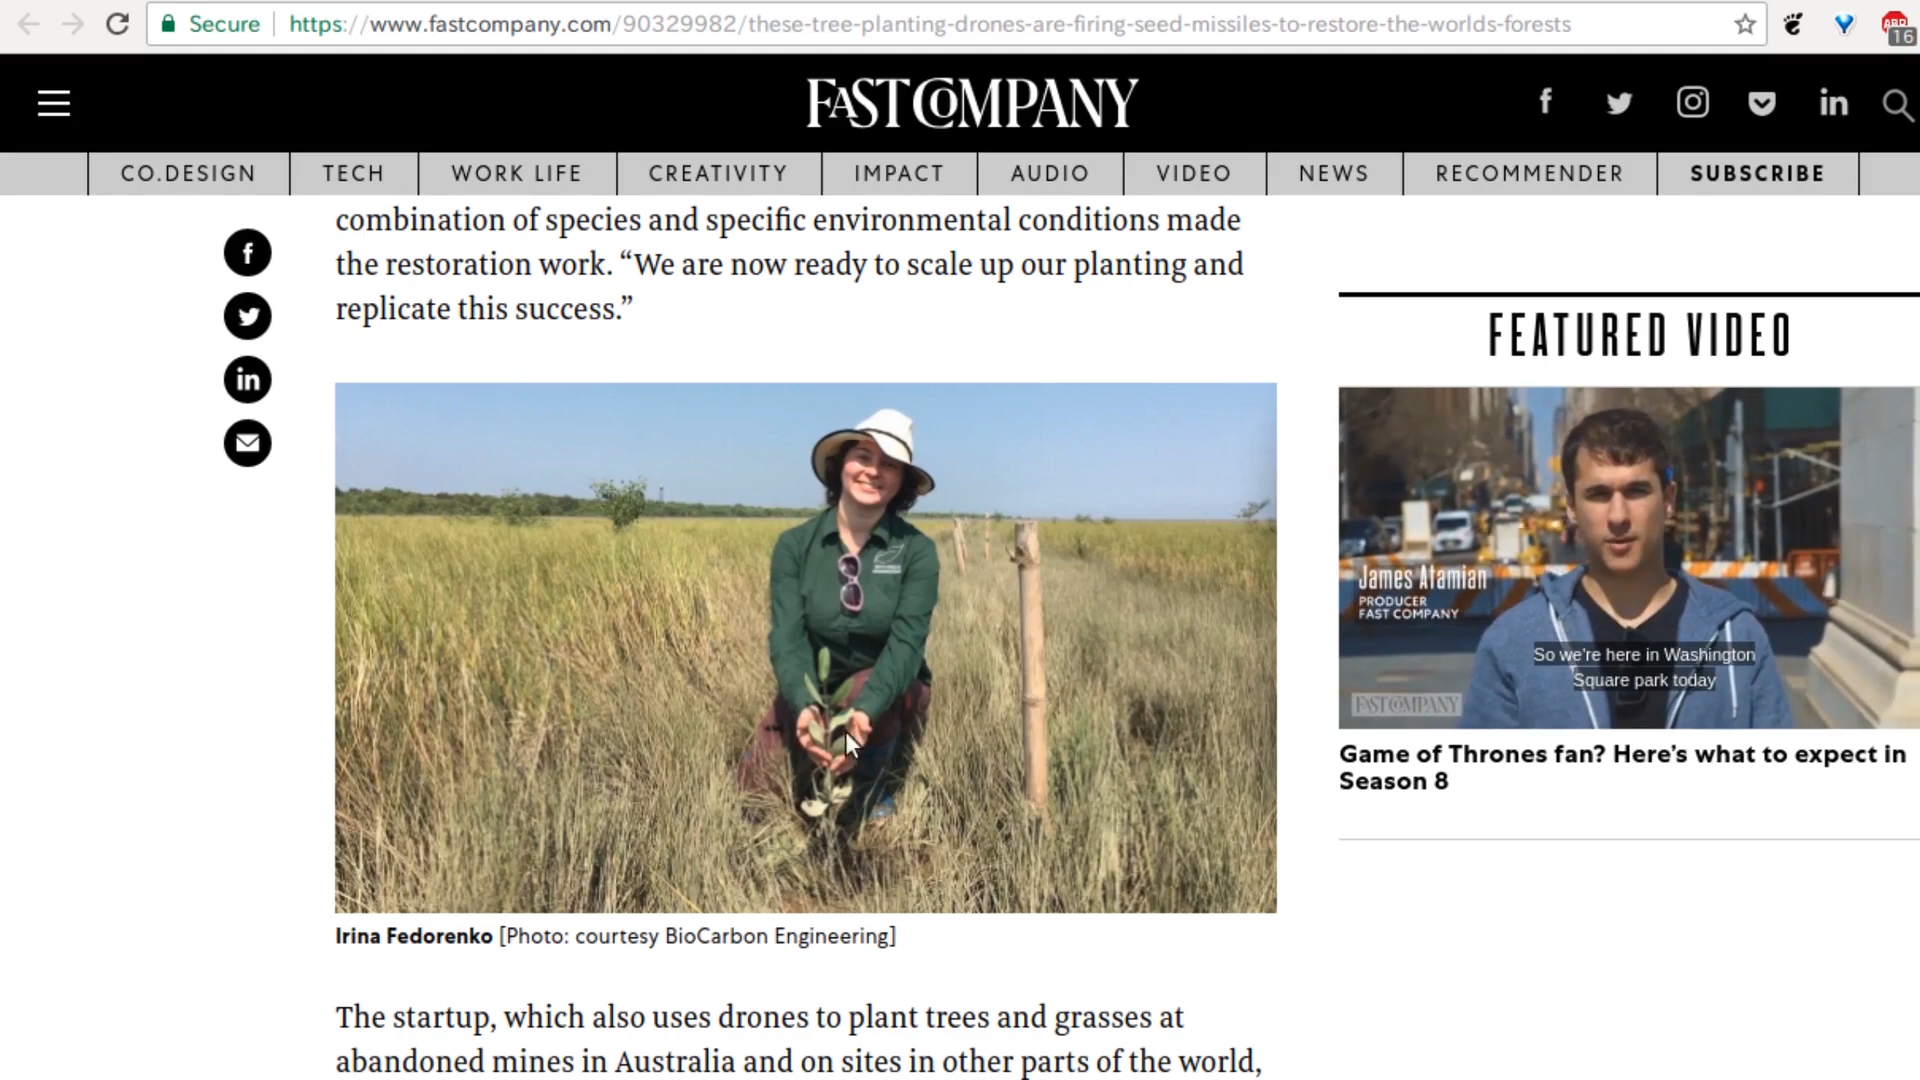 Secure https://www.fastcompany.com/90329982/these-tree-planting-drones-are-firing-seed-missiles-to-restore-the-worlds-forests
ABP
16
FAST COMPANY
CO.DESIGN TECH WORK LIFE CREATIVITY IMPACT AUDIO VIDEO NEWS RECOMMENDER SUBSCRIBE
combination of species and specific environmental conditions made
the restoration work. “We are now ready to scale up our planting and
replicate this success.”
Irina Fedorenko [Photo: courtesy BioCarbon Engineering]
The startup, which also uses drones to plant trees and grasses at
abandoned mines in Australia and on sites in other parts of the world,
FEATURED VIDEO
James Atamian
PRODUCER
FAST COMPANY
So we're here in Washington
Square park today
FAST COMPANY
Game of Thrones fan? Here’s what to expect in
Season 8